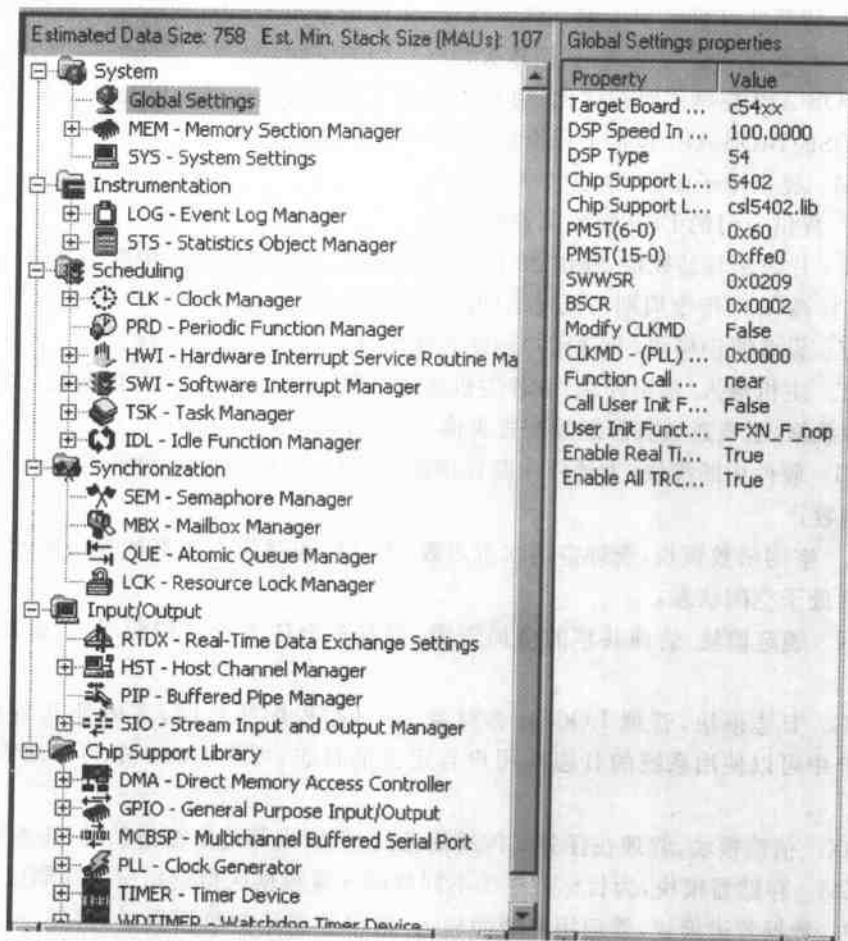 Estimated Data Size: 758 Est. Min. Stack Size (MAUs): 107
System
Global Settings
MEM - Memory Section Manager
SYS - System Settings
Instrumentation
LOG - Event Log Manager
STS - Statistics Object Manager
Scheduling
CLK - Clock Manager
PRD - Periodic Function Manager
HWI - Hardware Interrupt Service Routine Ma
SWI - Software Interrupt Manager
TSK - Task Manager
IDL - Idle Function Manager
Synchronization
SEM - Semaphore Manager
MBX - Mailbox Manager
QUE - Atomic Queue Manager
LCK - Resource Lock Manager
Input/Output
RTDX - Real-Time Data Exchange Settings
HST - Host Channel Manager
PIP - Buffered Pipe Manager
SIO - Stream Input and Output Manager
Chip Support Library
DMA - Direct Memory Access Controller
GPIO - General Purpose Input/Output
MCBSP - Multichannel Buffered Serial Port
PLL - Clock Generator
TIMER - Timer Device
WDTIMER - Watchdog Timer Device
Global Settings properties
Property Value
Target Board ... c54xx
DSP Speed In ... 100.0000
DSP Type 54
Chip Support L... 5402
Chip Support L... csl5402.lib
PMST(6-0) 0x60
PMST(15-0) 0xffe0
SWWSR 0x0209
BSCR 0x0002
Modify CLKMD False
CLKMD - (PLL) ... 0x0000
Function Call ... near
Call User Init F... False
User Init Funct... _FXN_F_nop
Enable Real Ti... True
Enable All TRC... True